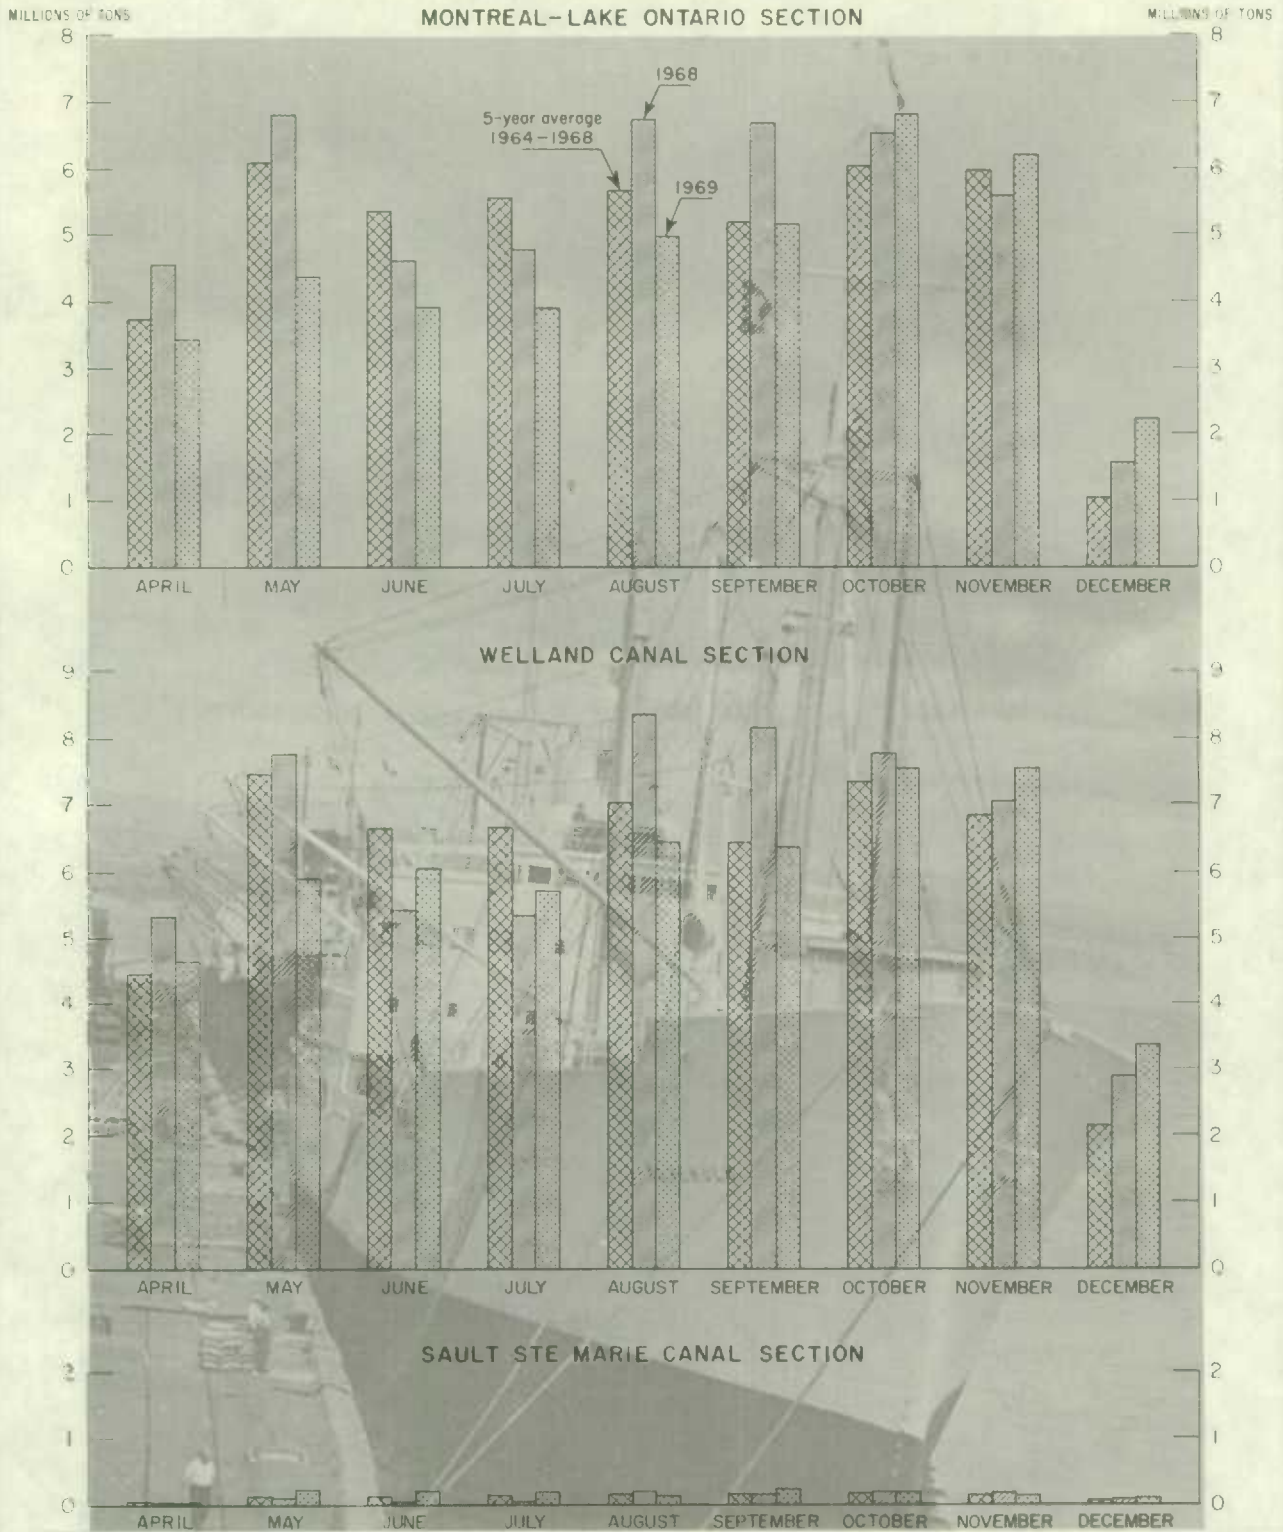 MILLIONS OF TONS
MONTREAL-LAKE ONTARIO SECTION
MILLIONS OF TONS
8 8
7 7
6 6
5 5
4 4
3 3
2 2
1 1
0 0
1968
5-year average
1964-1968
1969
APRIL MAY JUNE JULY AUGUST SEPTEMBER OCTOBER NOVEMBER DECEMBER
WELLAND CANAL SECTION
9 9
8 8
7 7
6 6
5 5
4 4
3 3
2 2
1 1
0 0
APRIL MAY JUNE JULY AUGUST SEPTEMBER OCTOBER NOVEMBER DECEMBER
SAULT STE MARIE CANAL SECTION
2 2
1 1
0 0
APRIL MAY JUNE JULY AUGUST SEPTEMBER OCTOBER NOVEMBER DECEMBER